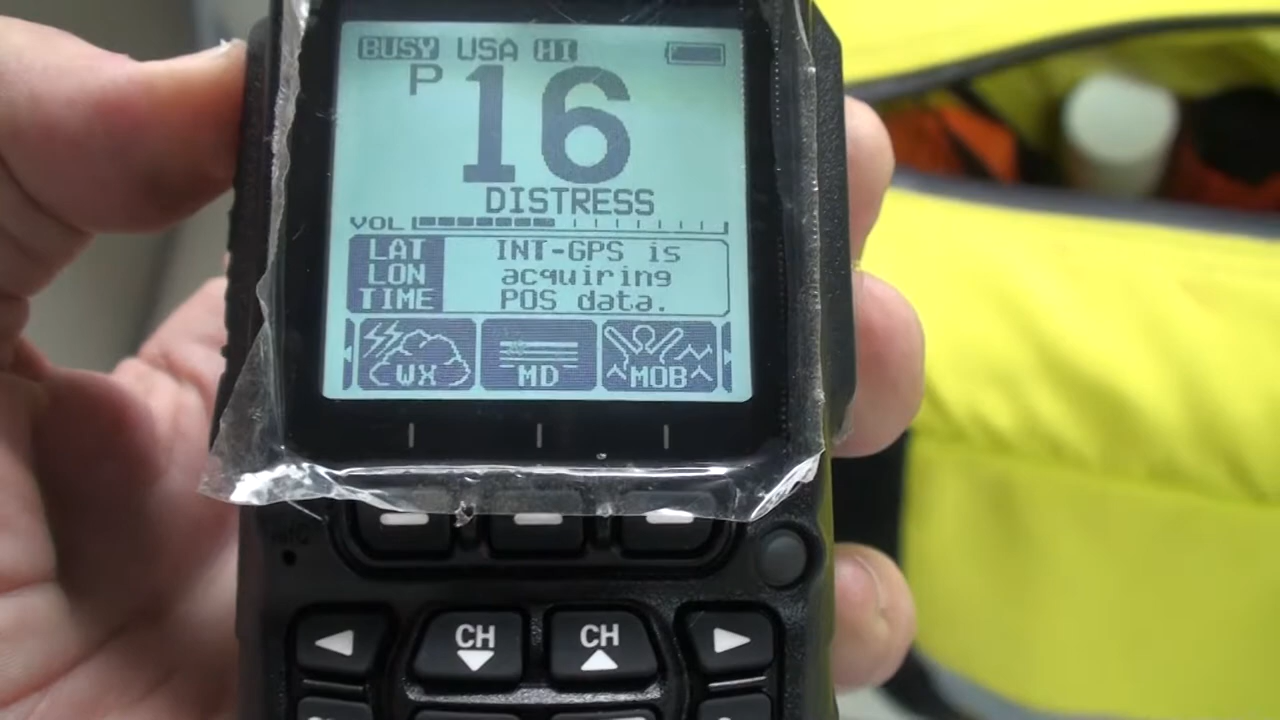 BUSY USA HI
P 16
DISTRESS
VOL
LAT INT-GPS is
LON acquiring
TIME POS data.
WX MD MOB
CH CH